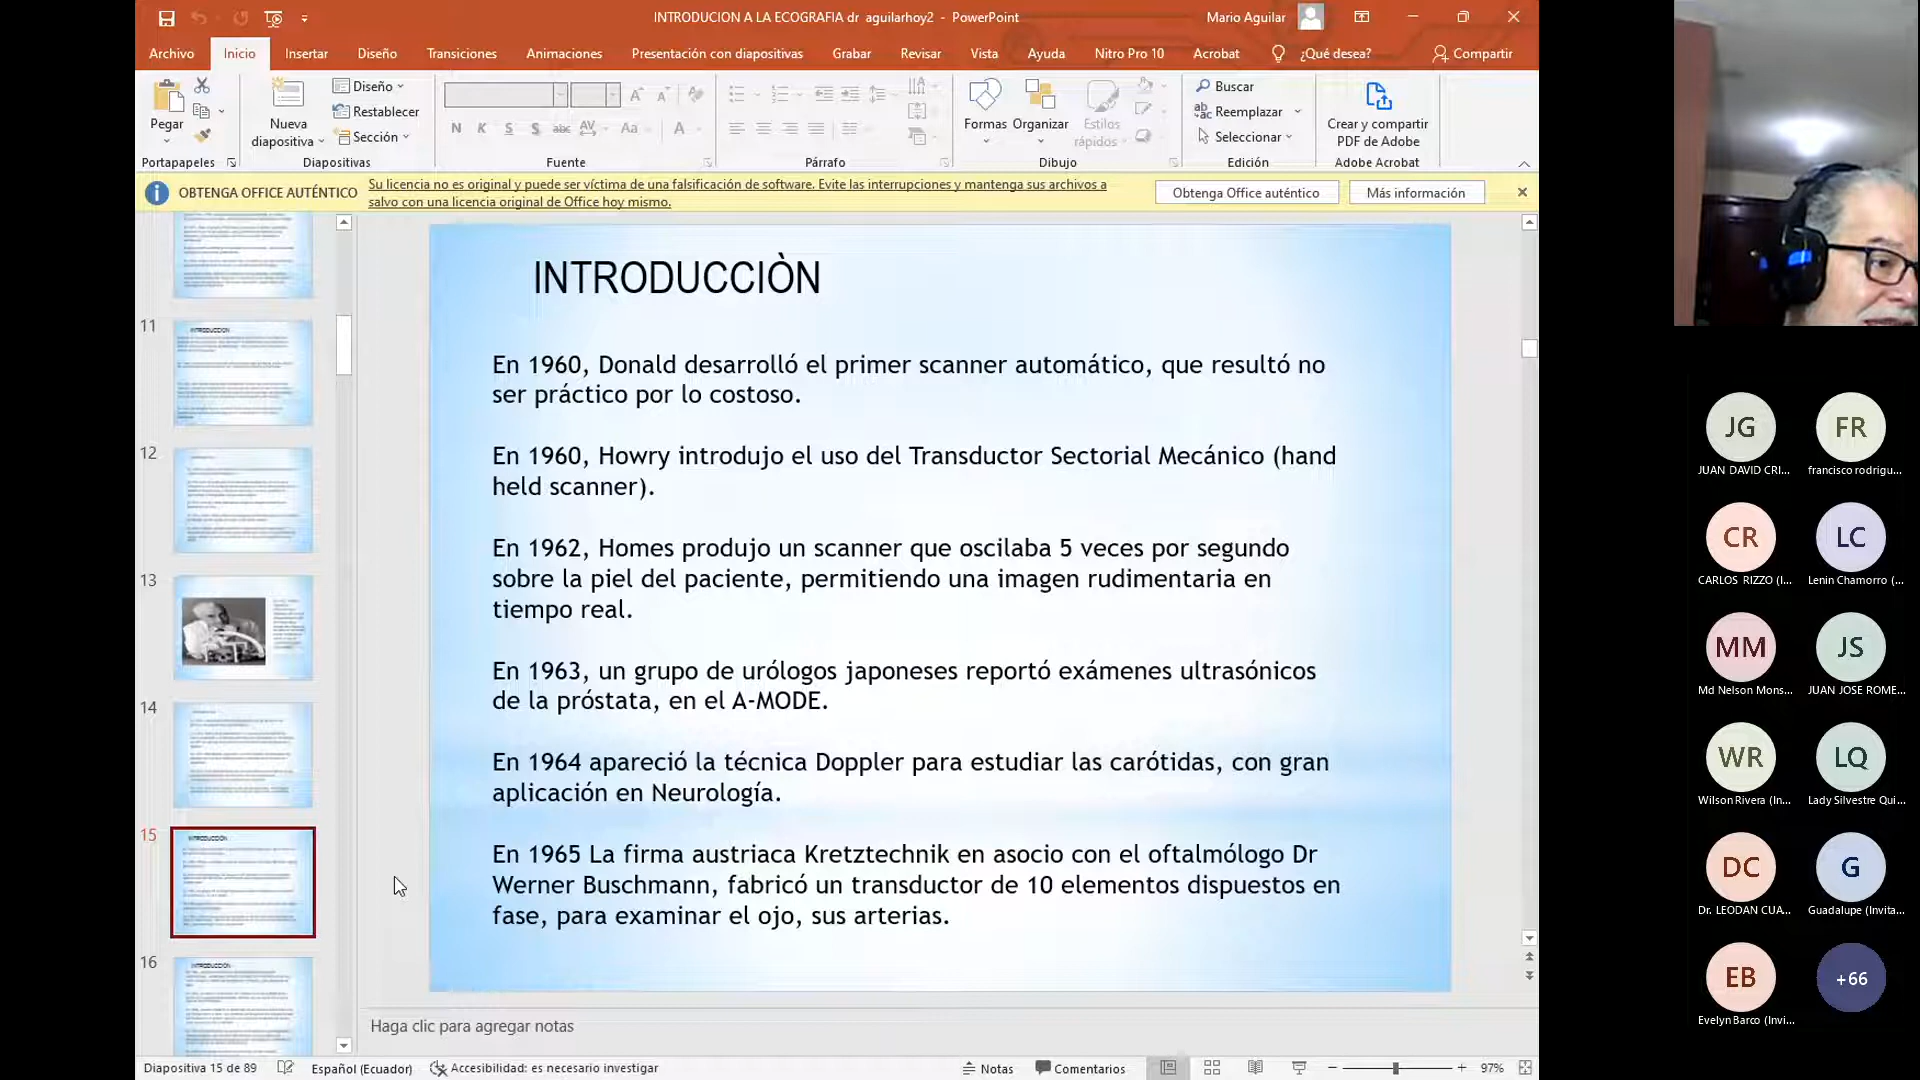 INTRODUCION A LA ECOGRAFIA dr aguilarhoy2 - PowerPoint
Mario Aguilar
Archivo
Inicio
Insertar
Diseño
Transiciones
Animaciones
Presentación con diapositivas
Grabar
Revisar
Vista
Ayuda
Nitro Pro 10
Acrobat
¿Qué desea?
Compartir
Pegar
Portapapeles
Nueva
diapositiva
Diseño
Restablecer
Sección
Diapositivas
N K S S abc AV Aa A
Fuente
Párrafo
Formas
Organizar
Estilos
rápidos
Dibujo
Buscar
Reemplazar
Seleccionar
Edición
Crear y compartir
PDF de Adobe
Adobe Acrobat
OBTENGA OFFICE AUTÉNTICO
Su licencia no es original y puede ser víctima de una falsificación de software. Evite las interrupciones y mantenga sus archivos a
salvo con una licencia original de Office hoy mismo.
Obtenga Office auténtico
Más información
11
12
13
14
15
16
INTRODUCCIÒN
En 1960, Donald desarrolló el primer scanner automático, que resultó no
ser práctico por lo costoso.
En 1960, Howry introdujo el uso del Transductor Sectorial Mecánico (hand
held scanner).
En 1962, Homes produjo un scanner que oscilaba 5 veces por segundo
sobre la piel del paciente, permitiendo una imagen rudimentaria en
tiempo real.
En 1963, un grupo de urólogos japoneses reportó exámenes ultrasónicos
de la próstata, en el A-MODE.
En 1964 apareció la técnica Doppler para estudiar las carótidas, con gran
aplicación en Neurología.
En 1965 La firma austriaca Kretztechnik en asocio con el oftalmólogo Dr
Werner Buschmann, fabricó un transductor de 10 elementos dispuestos en
fase, para examinar el ojo, sus arterias.
Haga clic para agregar notas
Diapositiva 15 de 89
Español (Ecuador)
Accesibilidad: es necesario investigar
Notas
Comentarios
97%
JG
JUAN DAVID CRI...
FR
francisco rodrigu...
CR
CARLOS RIZZO (I...
LC
Lenin Chamorro (...
MM
Md Nelson Mons...
JS
JUAN JOSE ROME...
WR
Wilson Rivera (In...
LQ
Lady Silvestre Qui...
DC
Dr. LEODAN CUA...
G
Guadalupe (Invita...
EB
Evelyn Barco (Invi...
+66